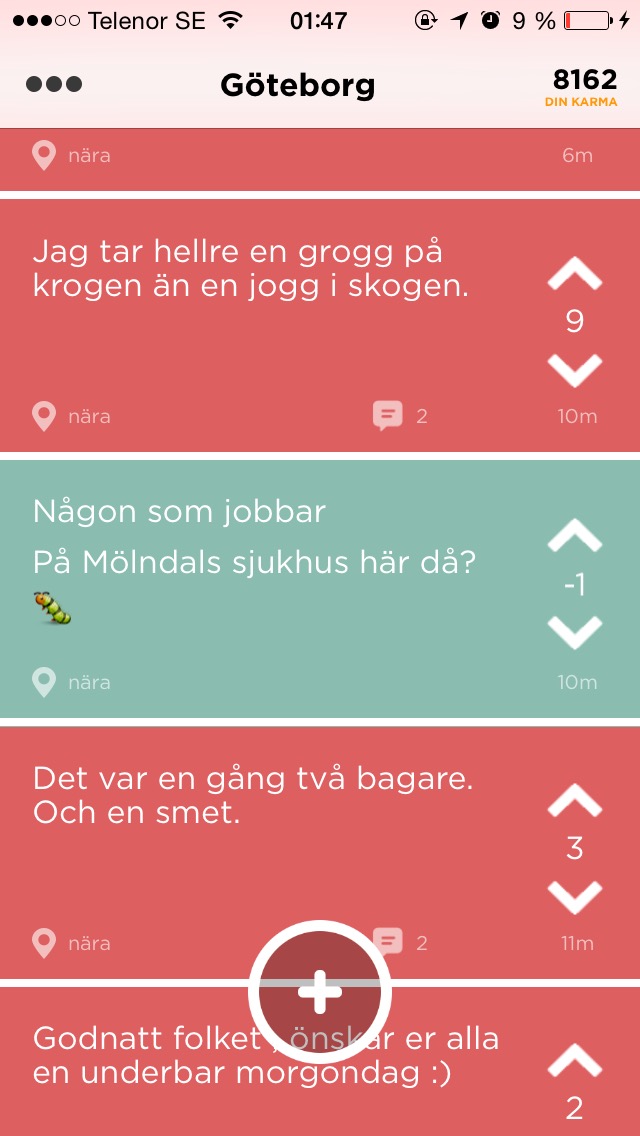 Telenor SE 01:47 9 %
Göteborg
8162
DIN KARMA
nära 6m
Jag tar hellre en grogg på
krogen än en jogg i skogen.
9
nära 2 10m
Någon som jobbar
På Mölndals sjukhus här då?
-1
nära 10m
Det var en gång två bagare.
Och en smet.
3
nära 2 11m
Godnatt folket , önskar er alla
en underbar morgondag :)
2